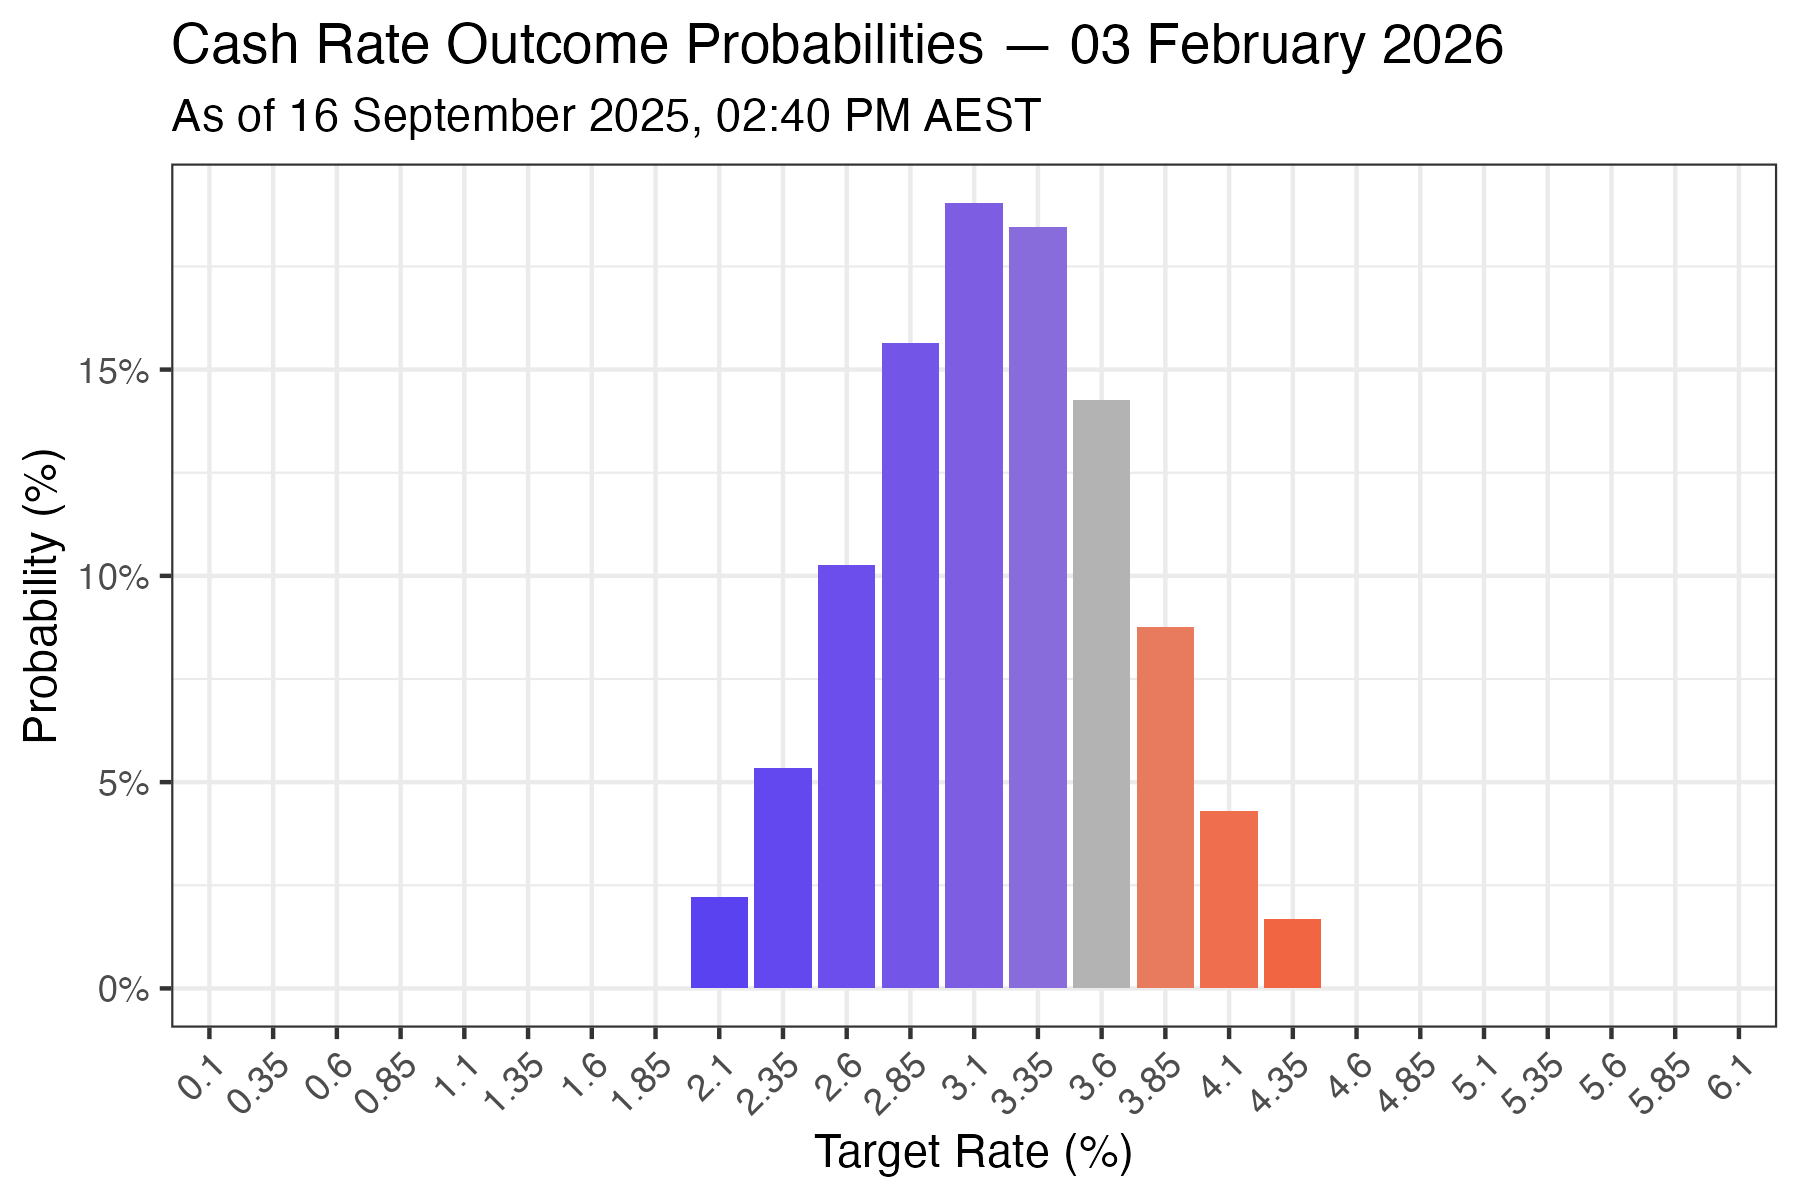 Cash Rate Outcome Probabilities — 03 February 2026
As of 16 September 2025, 02:40 PM AEST
Probability (%)
15%
10%
5%
0%
0.1 0.35 0.6 0.85 1.1 1.35 1.6 1.85 2.1 2.35 2.6 2.85 3.1 3.35 3.6 3.85 4.1 4.35 4.6 4.85 5.1 5.35 5.6 5.85 6.1
Target Rate (%)